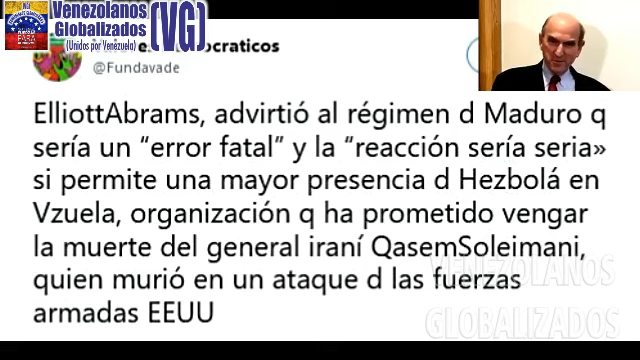 Venezolanos
Globalizados
(Unidos por Venezuela)
(VG)
@Fundavade
ElliottAbrams, advirtió al régimen d Maduro q
sería un “error fatal” y la ”reacción sería seria»
si permite una mayor presencia d Hezbolá en
Vzuela, organización q ha prometido vengar
la muerte del general iraní QasemSoleimani,
quien murió en un ataque d las fuerzas
armadas EEUU
VENEZOLANOS
GLOBALIZADOS